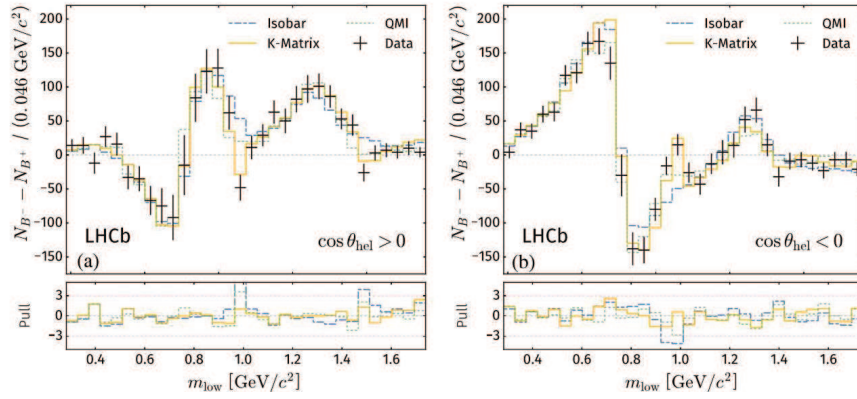 Isobar
QMI
K-Matrix
Data
N_{B^-} − N_{B^+} / (0.046 GeV/c²)
200
150
100
50
0
−50
−100
−150
LHCb
(a)
cos θ_hel > 0
Pull
3
0
−3
0.4 0.6 0.8 1.0 1.2 1.4 1.6
m_low [GeV/c²]
Isobar
QMI
K-Matrix
Data
N_{B^-} − N_{B^+} / (0.046 GeV/c²)
200
150
100
50
0
−50
−100
−150
LHCb
(b)
cos θ_hel < 0
Pull
3
0
−3
0.4 0.6 0.8 1.0 1.2 1.4 1.6
m_low [GeV/c²]